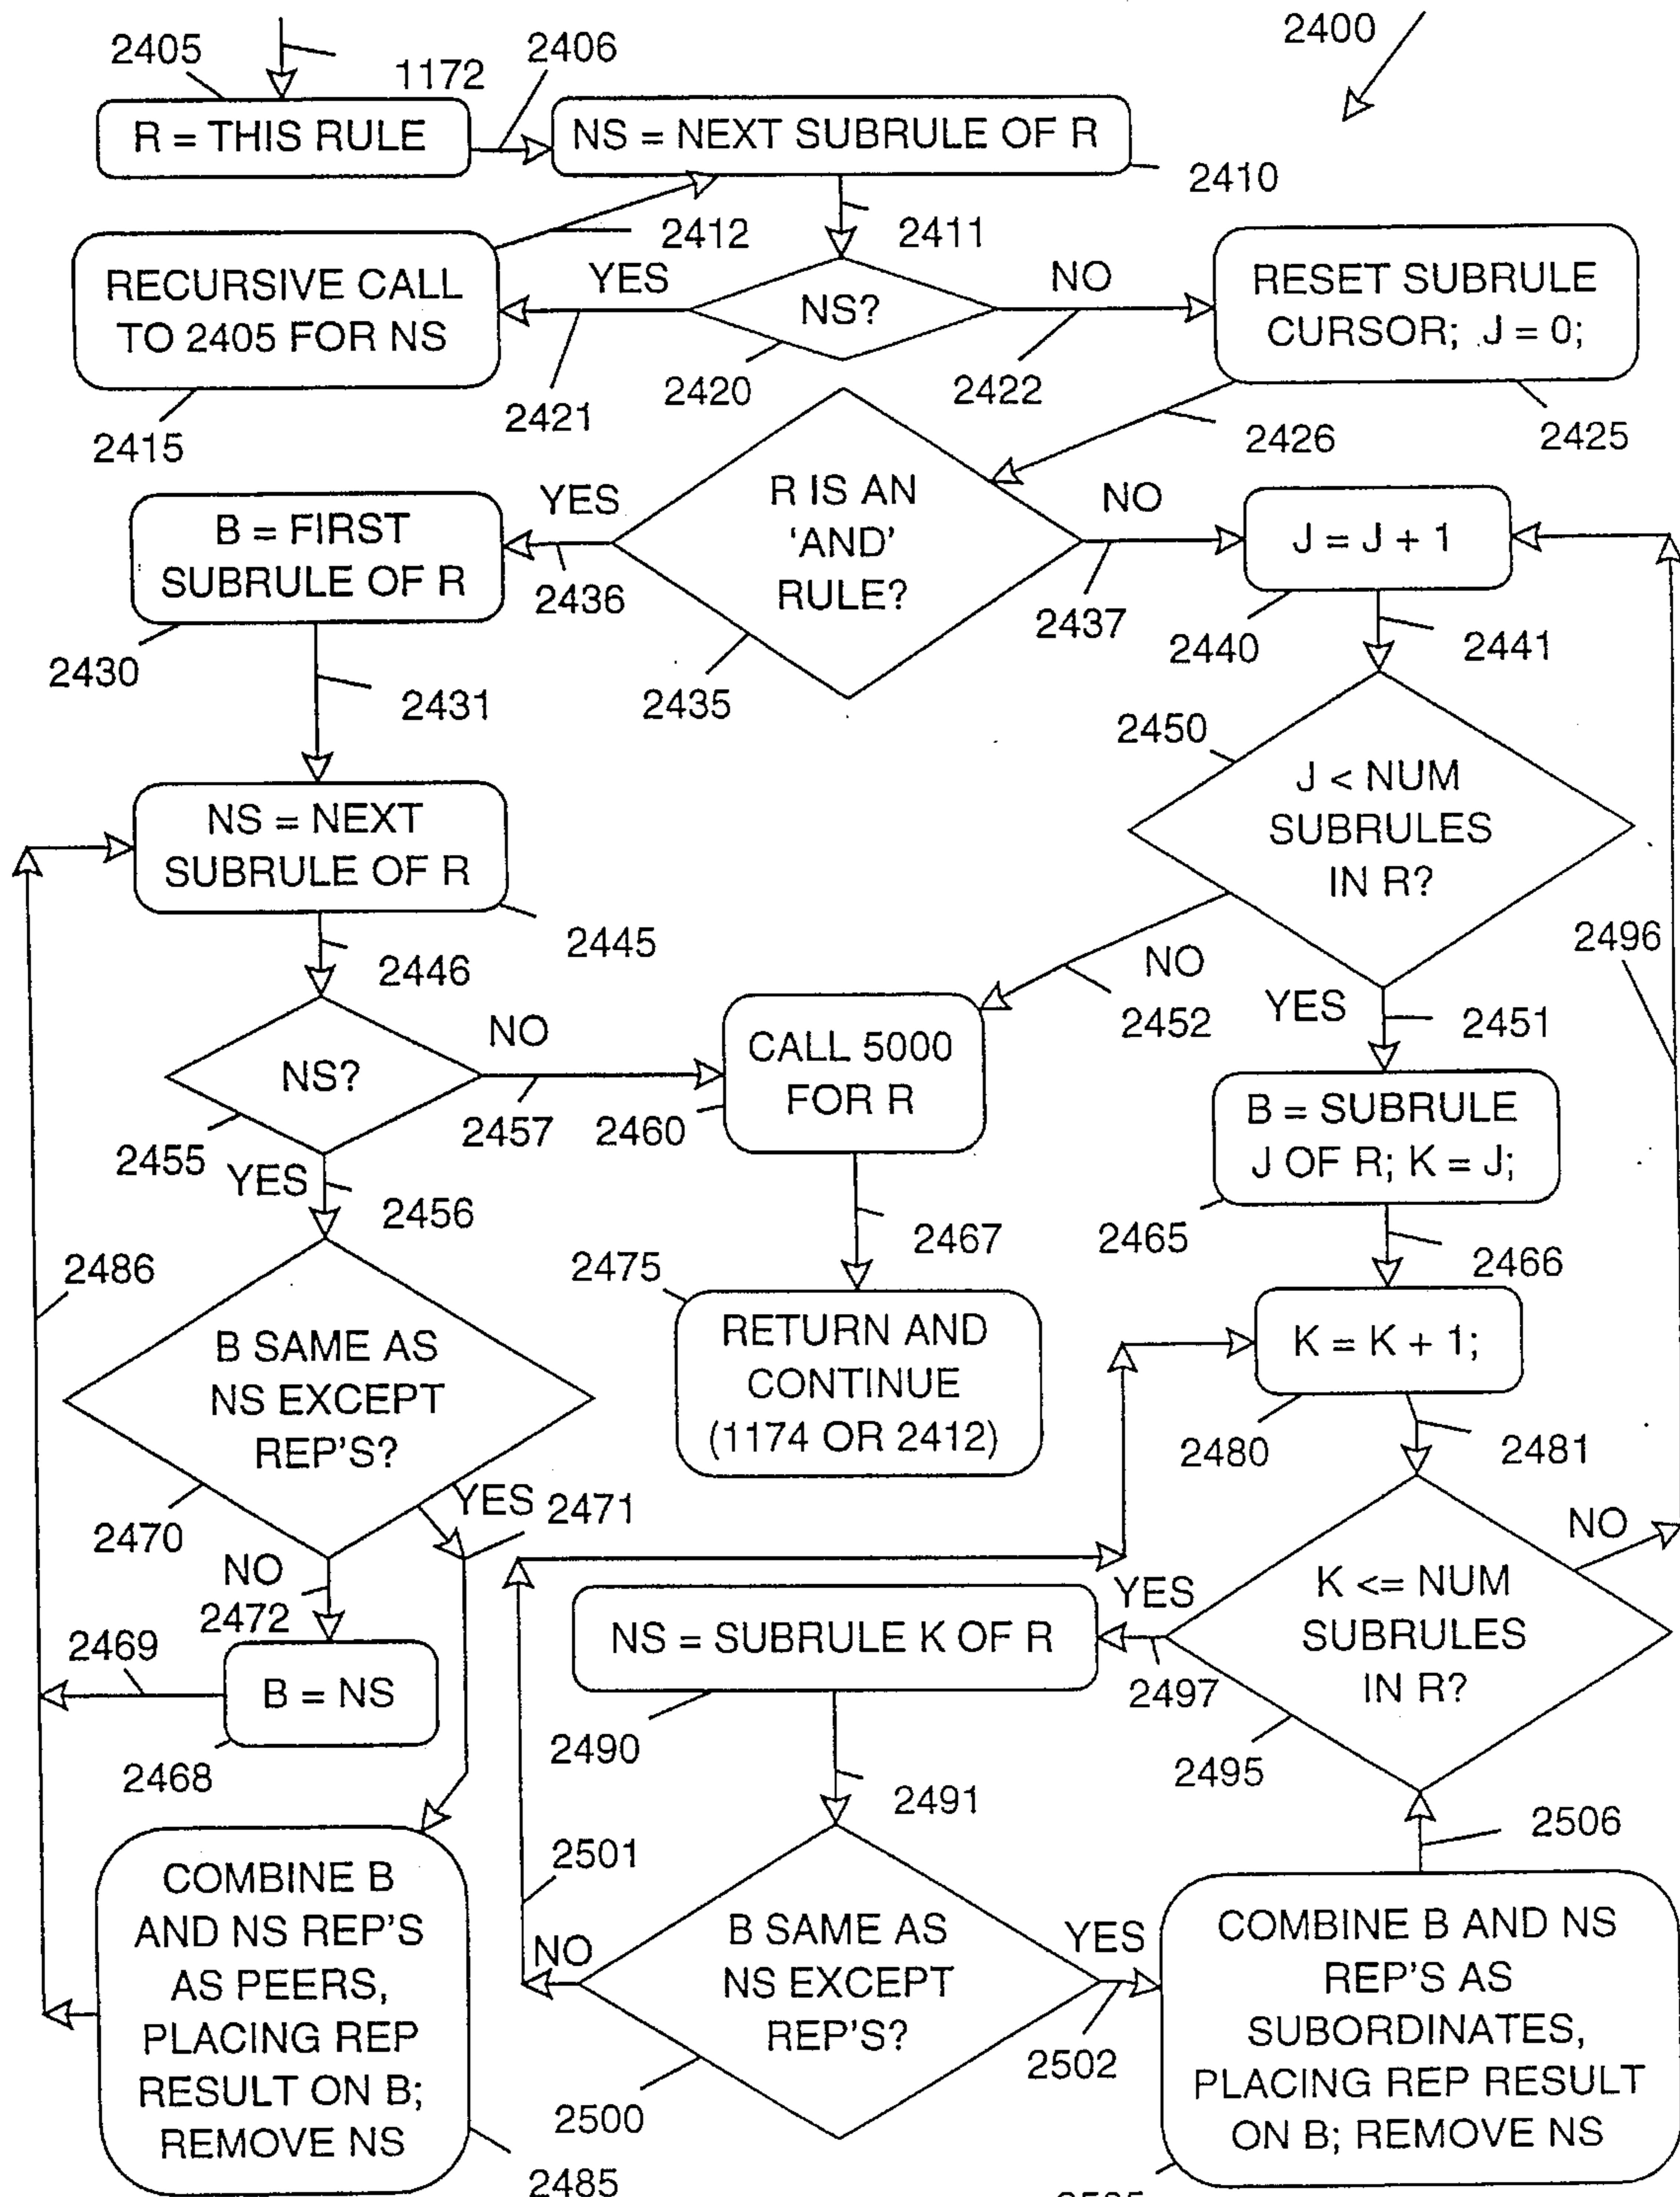 2400
2405
1172
2406
R = THIS RULE
NS = NEXT SUBRULE OF R
2410
2412
2411
RECURSIVE CALL
TO 2405 FOR NS
YES
NS?
NO
RESET SUBRULE
CURSOR; J = 0;
2415
2421
2420
2422
2426
2425
B = FIRST
SUBRULE OF R
YES
R IS AN
'AND'
RULE?
NO
J = J + 1
2436
2437
2430
2431
2435
2440
2441
2450
NS = NEXT
SUBRULE OF R
J < NUM
SUBRULES
IN R?
2445
2446
2496
NO
2452
YES
2451
NS?
NO
CALL 5000
FOR R
2455
2457
2460
B = SUBRULE
J OF R; K = J;
YES
2456
2467
2465
2466
2486
2475
B SAME AS
NS EXCEPT
REP'S?
RETURN AND
CONTINUE
(1174 OR 2412)
K = K + 1;
2480
2481
2470
YES
2471
NO
2472
NO
2469
B = NS
2468
NS = SUBRULE K OF R
YES
2497
K <= NUM
SUBRULES
IN R?
2490
2491
2495
2506
2501
COMBINE B
AND NS REP'S
AS PEERS,
PLACING REP
RESULT ON B;
REMOVE NS
2485
NO
B SAME AS
NS EXCEPT
REP'S?
YES
2500
2502
COMBINE B AND NS
REP'S AS
SUBORDINATES,
PLACING REP RESULT
ON B; REMOVE NS